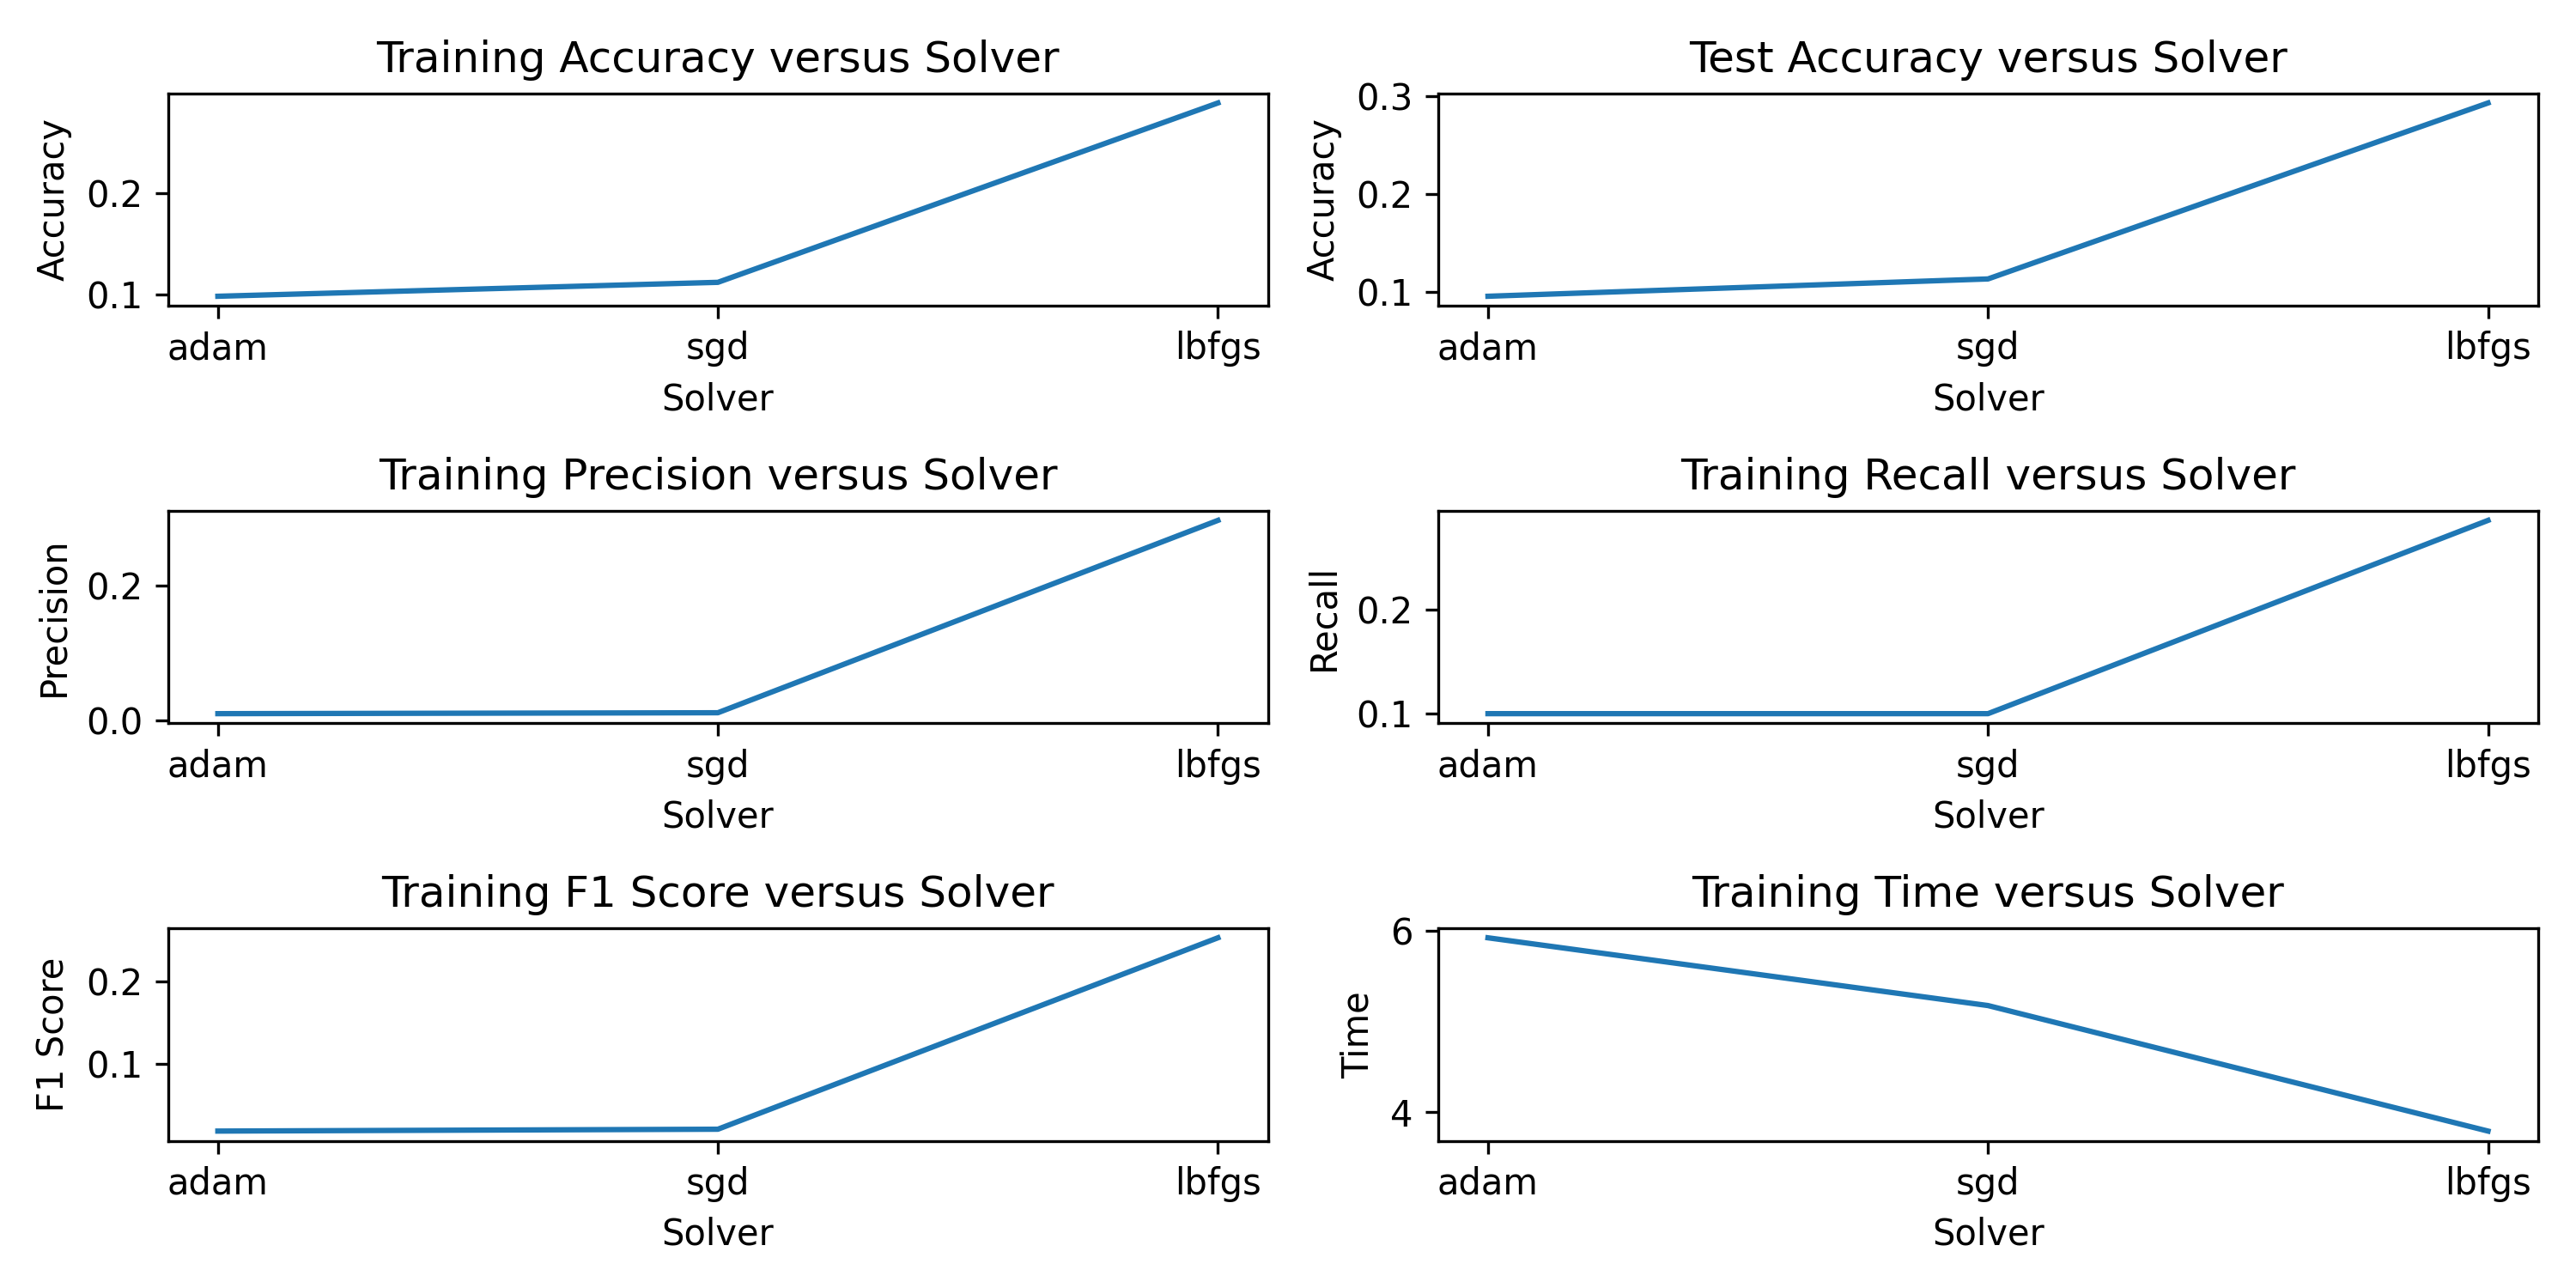 Training Accuracy versus Solver
Accuracy
0.2
0.1
adam sgd lbfgs
Solver
Test Accuracy versus Solver
Accuracy
0.3
0.2
0.1
adam sgd lbfgs
Solver
Training Precision versus Solver
Precision
0.2
0.0
adam sgd lbfgs
Solver
Training Recall versus Solver
Recall
0.2
0.1
adam sgd lbfgs
Solver
Training F1 Score versus Solver
F1 Score
0.2
0.1
adam sgd lbfgs
Solver
Training Time versus Solver
Time
6
4
adam sgd lbfgs
Solver